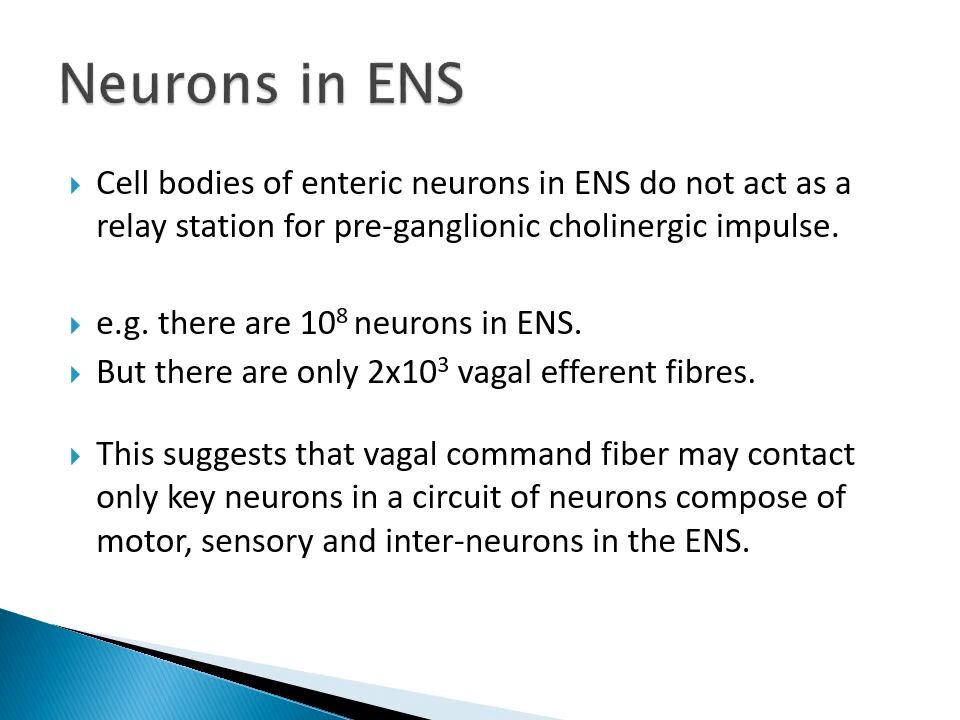 Neurons in ENS
Cell bodies of enteric neurons in ENS do not act as a
relay station for pre-ganglionic cholinergic impulse.
e.g. there are 10⁸ neurons in ENS.
But there are only 2x10³ vagal efferent fibres.
This suggests that vagal command fiber may contact
only key neurons in a circuit of neurons compose of
motor, sensory and inter-neurons in the ENS.